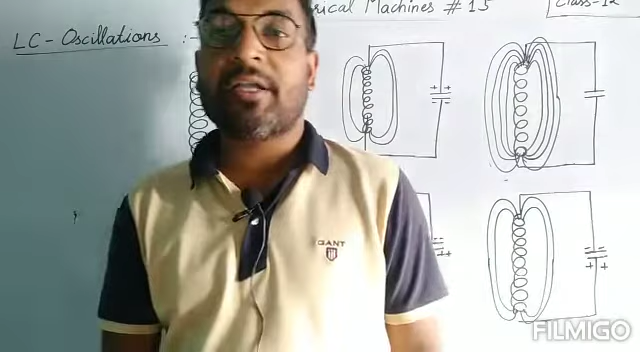 rical Machines # 15
Class-12
LC-Oscillations :-
GANT
FILMIGO